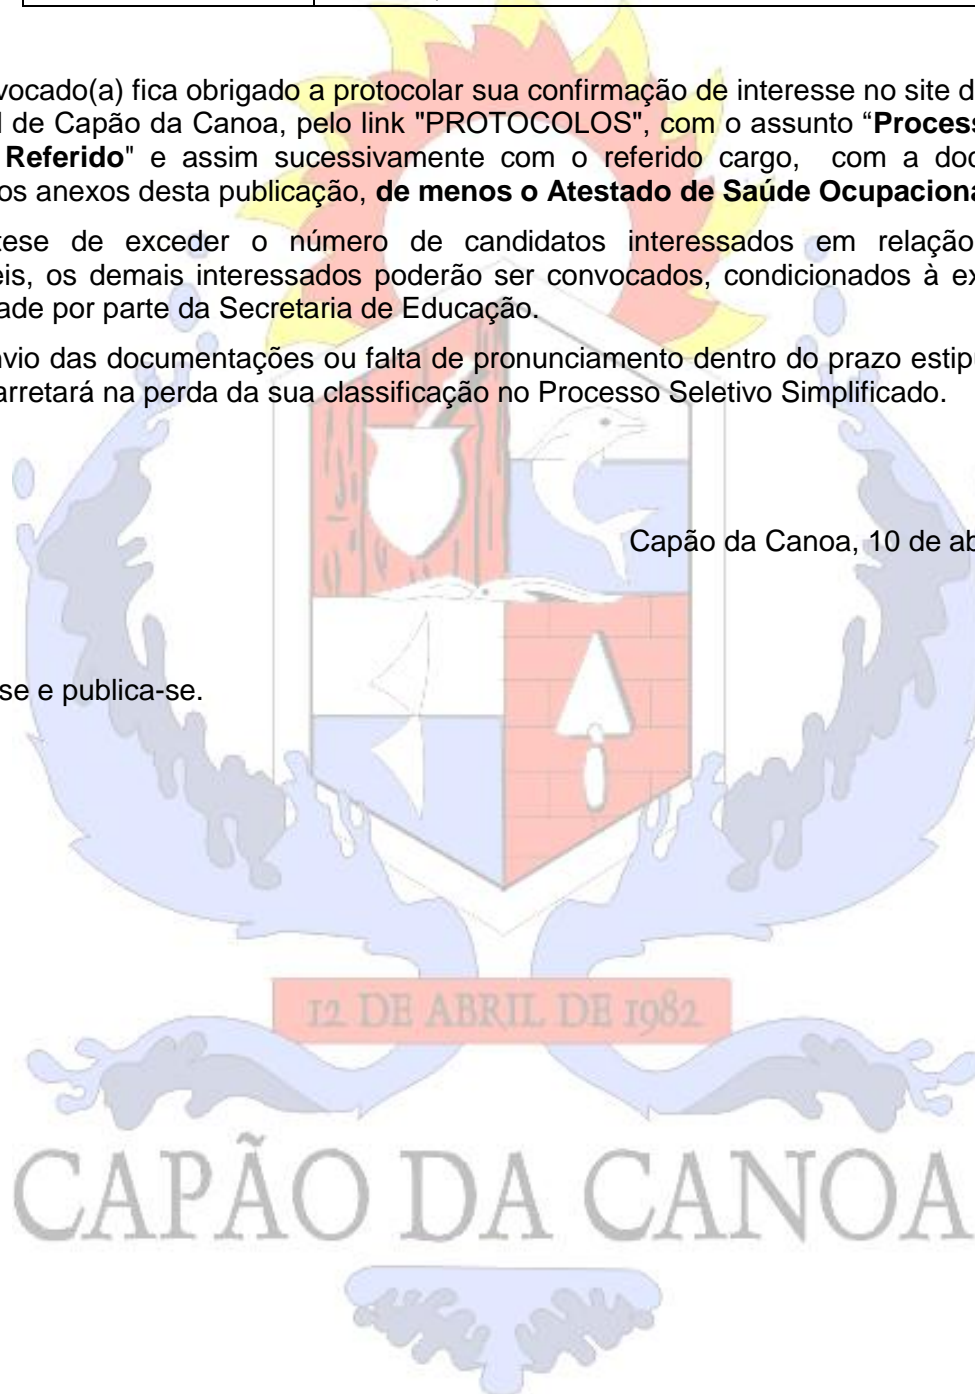 vocado(a) fica obrigado a protocolar sua confirmação de interesse no site d
l de Capão da Canoa, pelo link "PROTOCOLOS", com o assunto “Process
Referido" e assim sucessivamente com o referido cargo, com a doc
os anexos desta publicação, de menos o Atestado de Saúde Ocupaciona
tese de exceder o número de candidatos interessados em relação
eis, os demais interessados poderão ser convocados, condicionados à ex
ade por parte da Secretaria de Educação.
nvio das documentações ou falta de pronunciamento dentro do prazo estip
arretará na perda da sua classificação no Processo Seletivo Simplificado.
Capão da Canoa, 10 de ab
se e publica-se.
12 DE ABRIL DE 1982
CAPÃO DA CANOA